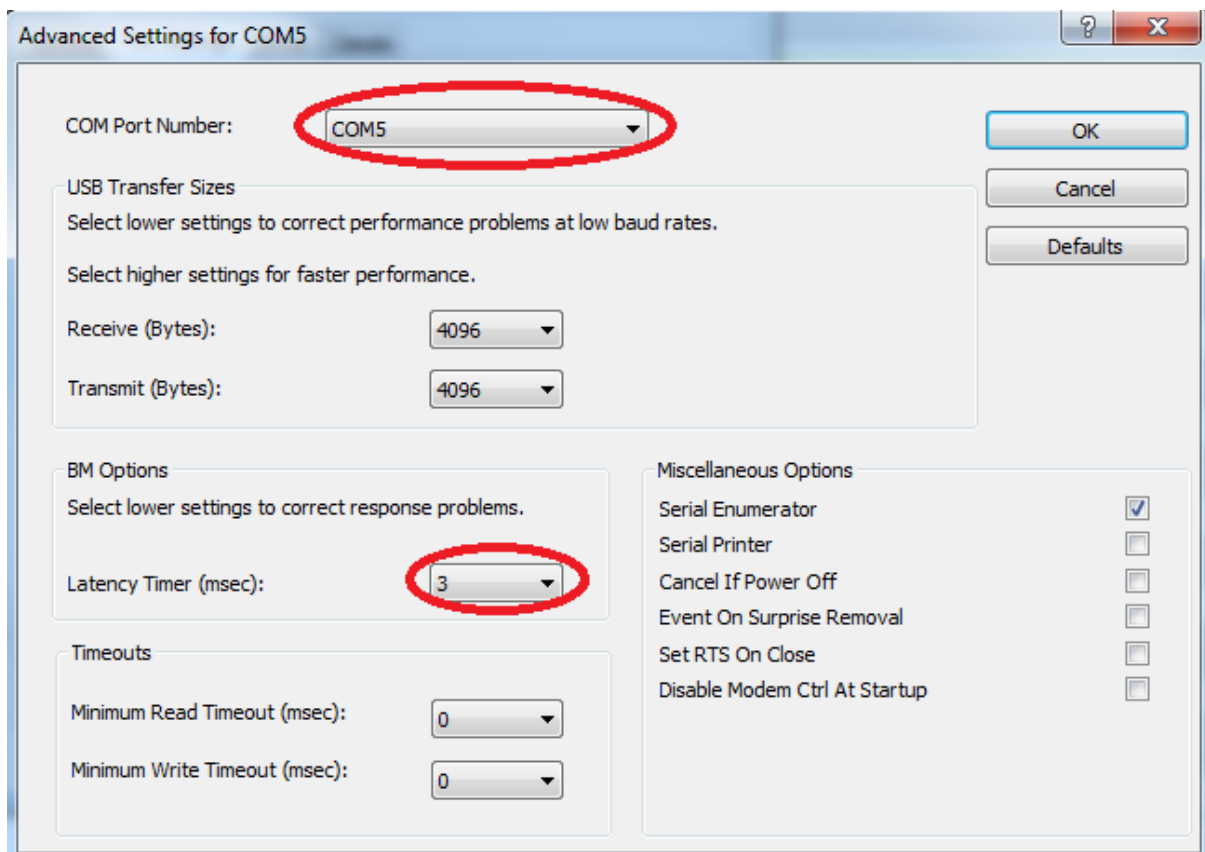 Advanced Settings for COM5
Details
COM Port Number:
COM5
OK
USB Transfer Sizes
Cancel
Select lower settings to correct performance problems at low baud rates.
Defaults
Select higher settings for faster performance.
Receive (Bytes):
4096
Transmit (Bytes):
4096
BM Options
Select lower settings to correct response problems.
Latency Timer (msec):
3
Miscellaneous Options
Serial Enumerator
Serial Printer
Cancel If Power Off
Event On Surprise Removal
Set RTS On Close
Disable Modem Ctrl At Startup
Timeouts
Minimum Read Timeout (msec):
0
Minimum Write Timeout (msec):
0